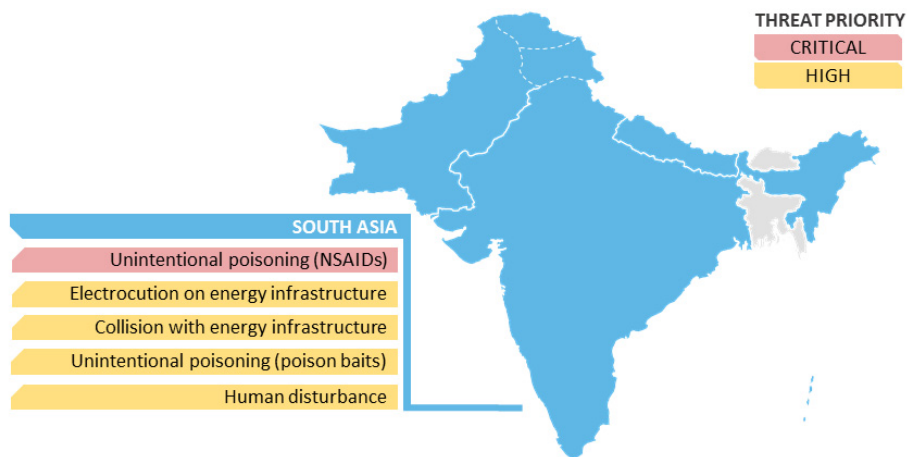 THREAT PRIORITY
CRITICAL
HIGH
SOUTH ASIA
Unintentional poisoning (NSAIDs)
Electrocution on energy infrastructure
Collision with energy infrastructure
Unintentional poisoning (poison baits)
Human disturbance